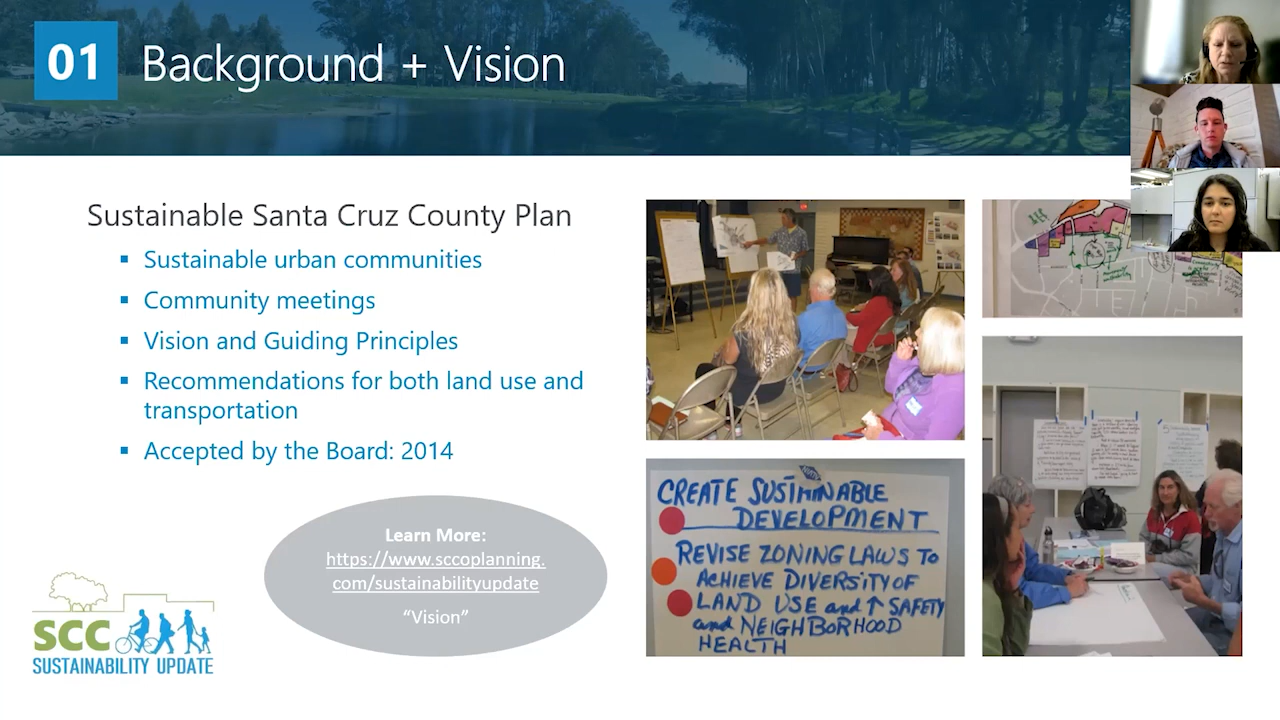 01
Background + Vision
Sustainable Santa Cruz County Plan
▪ Sustainable urban communities
▪ Community meetings
▪ Vision and Guiding Principles
▪ Recommendations for both land use and
transportation
▪ Accepted by the Board: 2014
Learn More:
https://www.sccoplanning.
com/sustainabilityupdate
“Vision”
SCC
SUSTAINABILITY UPDATE
CREATE SUSTAINABLE
DEVELOPMENT
REVISE ZONING LAWS TO
ACHIEVE DIVERSITY OF
LAND USE and ↑ SAFETY
and NEIGHBORHOOD
HEALTH